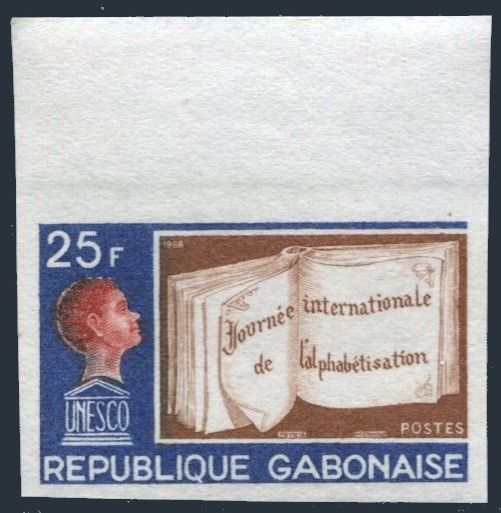 25F
1968
Journée internationale
de l'alphabétisation
UNESCO
POSTES
REPUBLIQUE GABONAISE